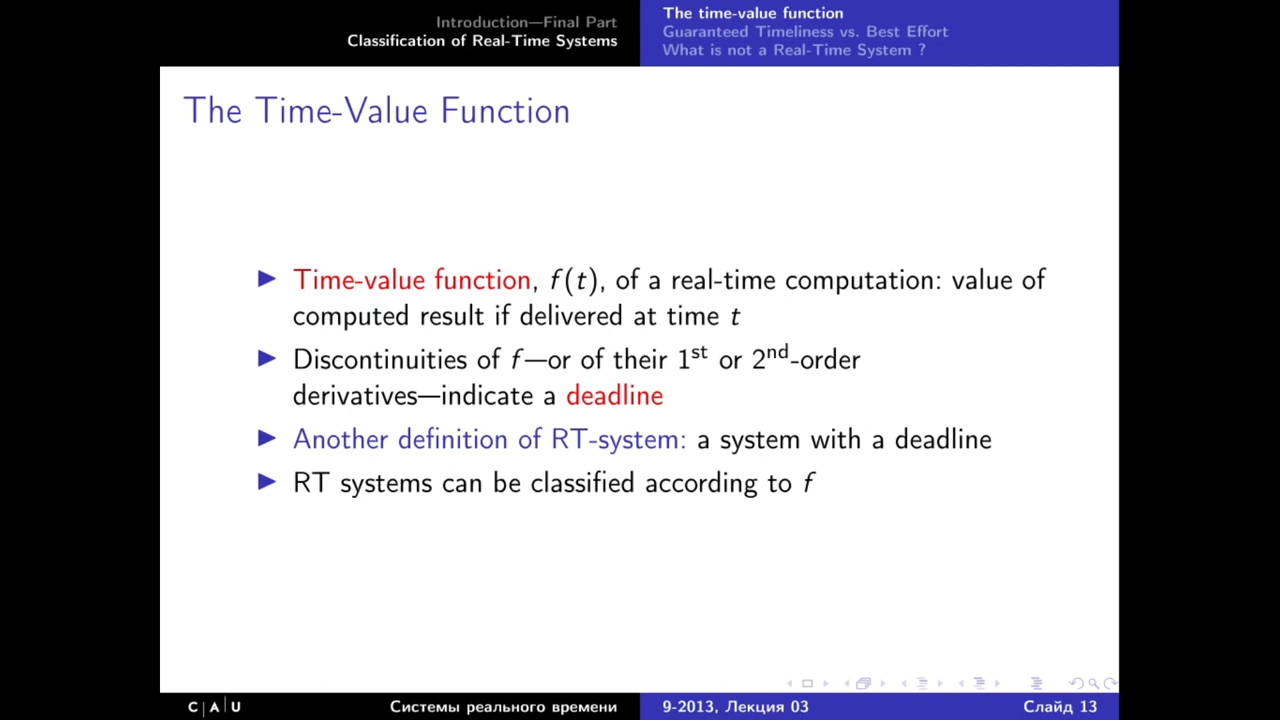 Introduction—Final Part
Classification of Real-Time Systems
The time-value function
Guaranteed Timeliness vs. Best Effort
What is not a Real-Time System ?
The Time-Value Function
Time-value function, f(t), of a real-time computation: value of
computed result if delivered at time t
Discontinuities of f—or of their 1st or 2nd-order
derivatives—indicate a deadline
Another definition of RT-system: a system with a deadline
RT systems can be classified according to f
C|A|U
Системы реального времени
9-2013, Лекция 03
Слайд 13